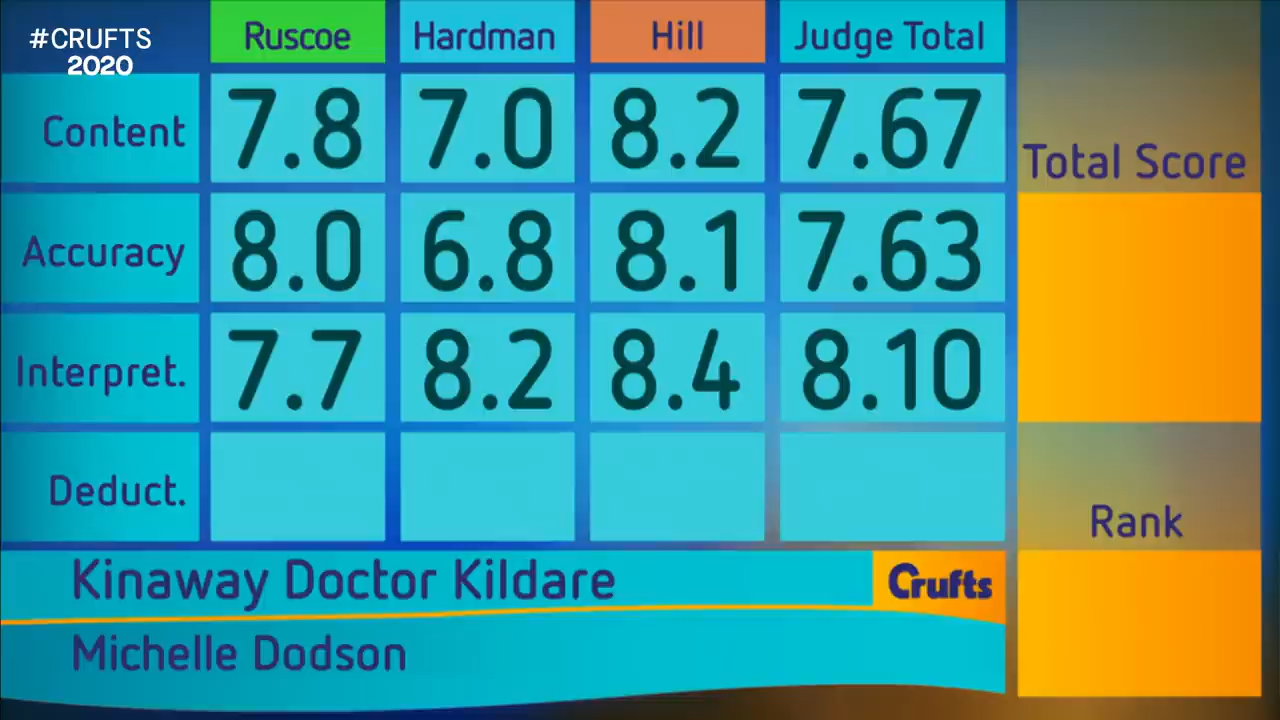 #CRUFTS
2020
Ruscoe Hardman Hill Judge Total
Content 7.8 7.0 8.2 7.67
Total Score
Accuracy 8.0 6.8 8.1 7.63
Interpret. 7.7 8.2 8.4 8.10
Deduct.
Rank
Kinaway Doctor Kildare
Crufts
Michelle Dodson